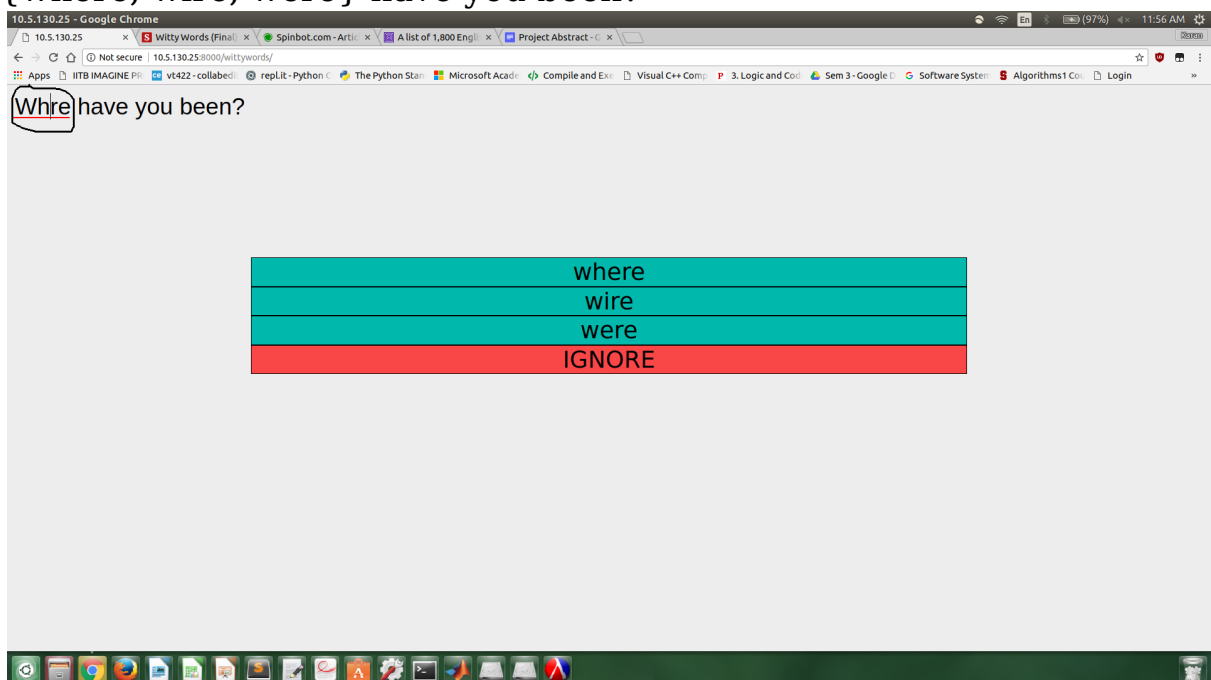 {where, wire, were} have you been?
10.5.130.25 - Google Chrome En (97%) 11:56 AM
10.5.130.25 × S Witty Words (Final) × Spinbot.com - Artic × A list of 1,800 Engli × Project Abstract - G × Karan
Not secure | 10.5.130.25:8000/wittywords/
Apps IITB IMAGINE PR ce vt422 - collabedi repl.it - Python C The Python Stan Microsoft Acade Compile and Exe Visual C++ Comp P 3. Logic and Cod Sem 3 - Google D G Software System S Algorithms1 Cou Login »
Whre have you been?
where
wire
were
IGNORE